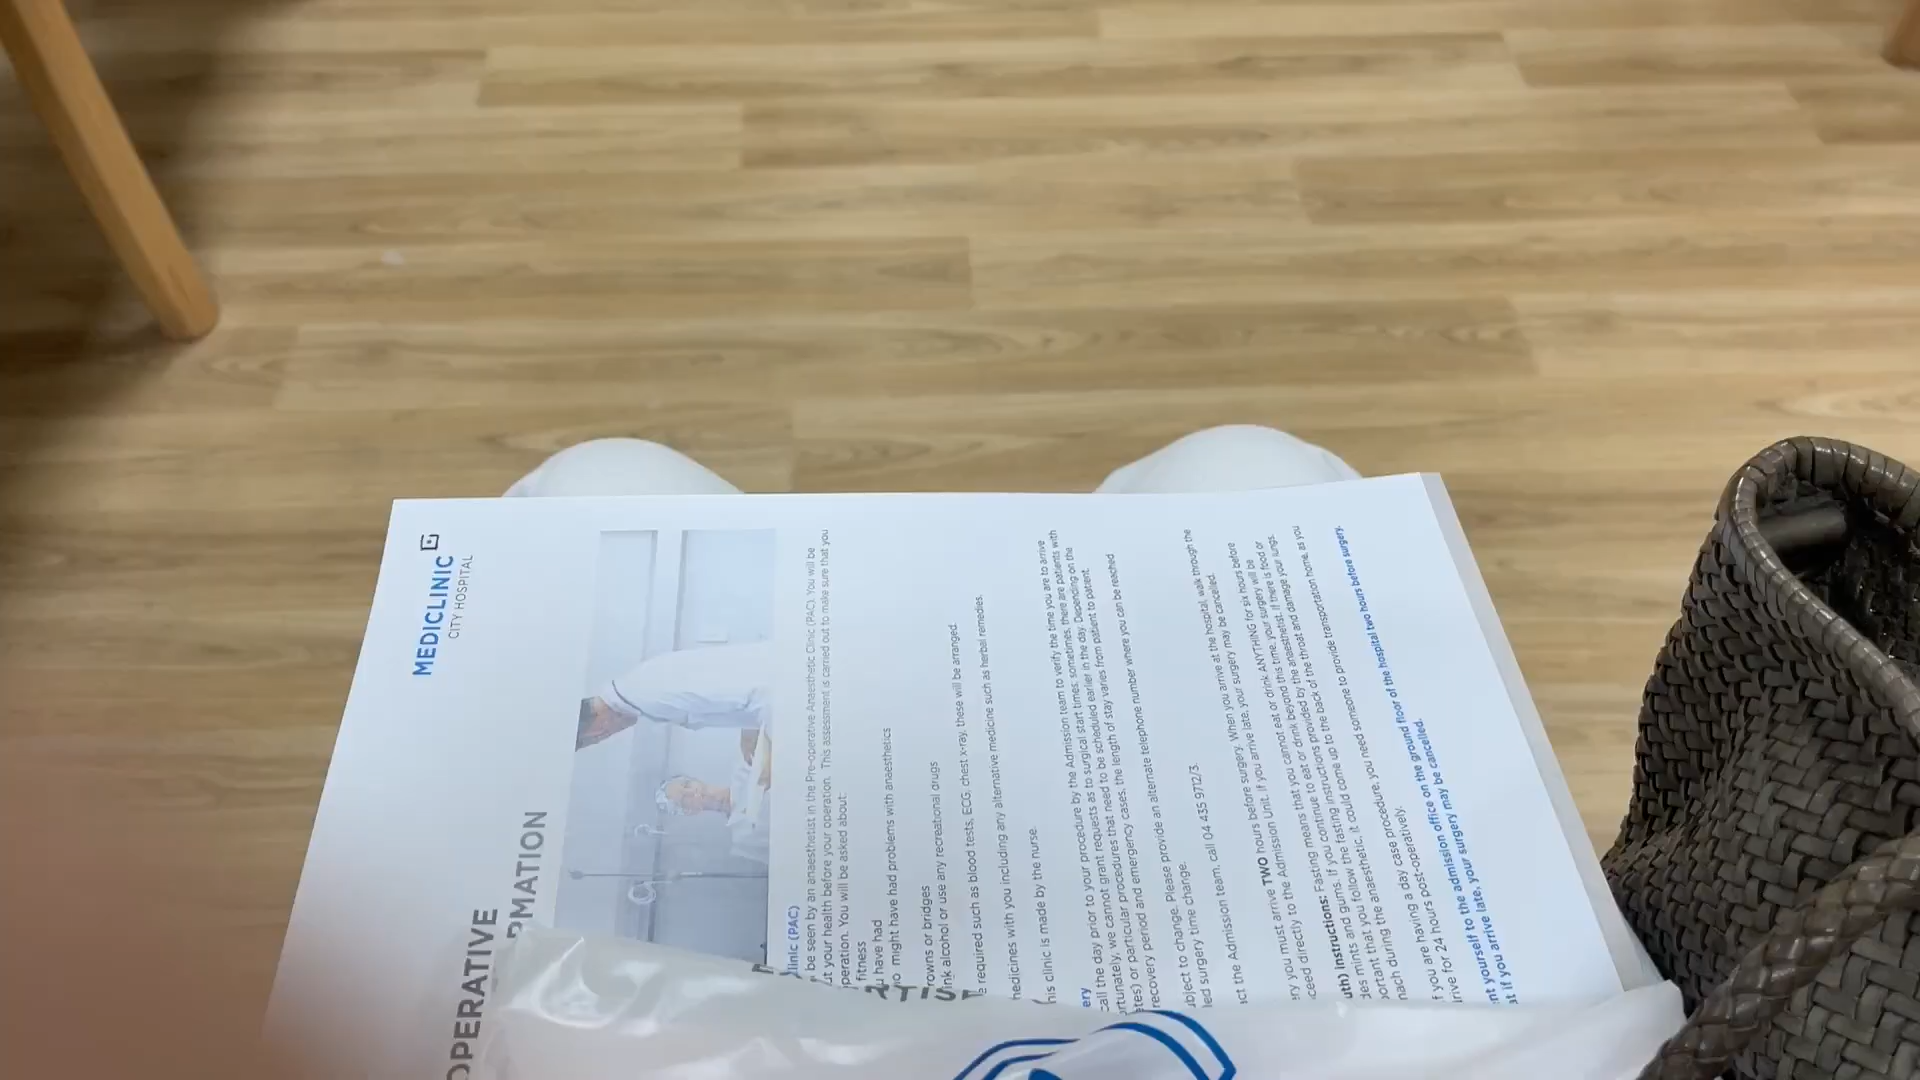 MEDICLINIC
CITY HOSPITAL
OPERATIVE
RMATION
linic (PAC)
be seen by an anaesthetist in the Pre-operative Anaesthetic Clinic (PAC). You will be
ut your health before your operation. This assessment is carried out to make sure that you
peration. You will be asked about:
fitness
u have had
o might have had problems with anaesthetics
rowns or bridges
ink alcohol or use any recreational drugs
e required such as blood tests, ECG, chest x-ray, these will be arranged.
medicines with you including any alternative medicine such as herbal remedies.
his clinic is made by the nurse.
ery
call the day prior to your procedure by the Admission team to verify the time you are to arrive
rtunately, we cannot grant requests as to surgical start times; sometimes, there are patients with
tes) or particular procedures that need to be scheduled earlier in the day. Depending on the
recovery period and emergency cases, the length of stay varies from patient to patient.
bject to change. Please provide an alternate telephone number where you can be reached
led surgery time change.
act the Admission team, call 04 435 9712/3.
ry you must arrive TWO hours before surgery. When you arrive at the hospital, walk through the
ceed directly to the Admission Unit. If you arrive late, your surgery may be cancelled.
uth) instructions: Fasting means that you cannot eat or drink ANYTHING for six hours before
des mints and gums. If you continue to eat or drink beyond this time, your surgery will be
portant that you follow the fasting instructions provided by the anaesthetist. If there is food or
mach during the anaesthetic, it could come up to the back of the throat and damage your lungs.
f you are having a day case procedure, you need someone to provide transportation home, as you
rive for 24 hours post-operatively.
nt yourself to the admission office on the ground floor of the hospital two hours before surgery.
at if you arrive late, your surgery may be cancelled.